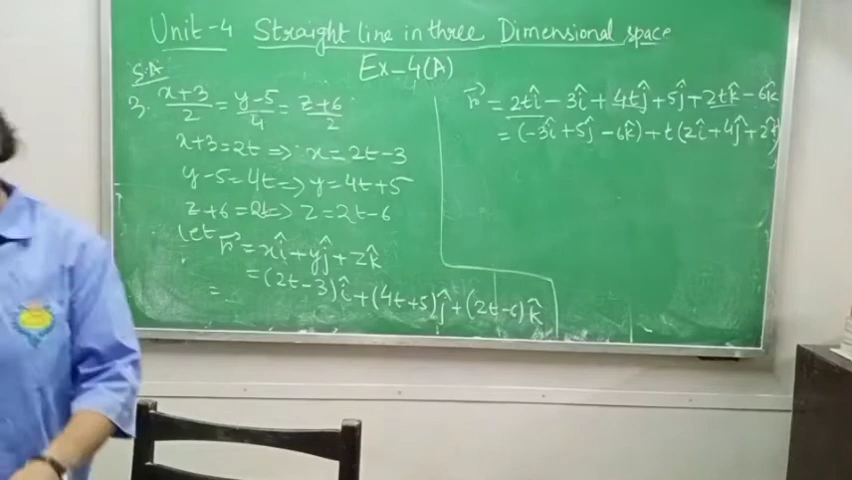 Unit-4 Straight line in three Dimensional space
Ex-4(A)
S.A
3. x+3/2 = y-5/4 = z+6/2
x+3=2t => x=2t-3
y-5=4t => y=4t+5
z+6=2t => z=2t-6
let r⃗ = xî+yĵ+zk̂
=(2t-3)î+(4t+5)ĵ+(2t-6)k̂
=
r⃗ = 2tî-3î+4tĵ+5ĵ+2tk̂-6k̂
=(-3î+5ĵ-6k̂)+t(2î+4ĵ+2